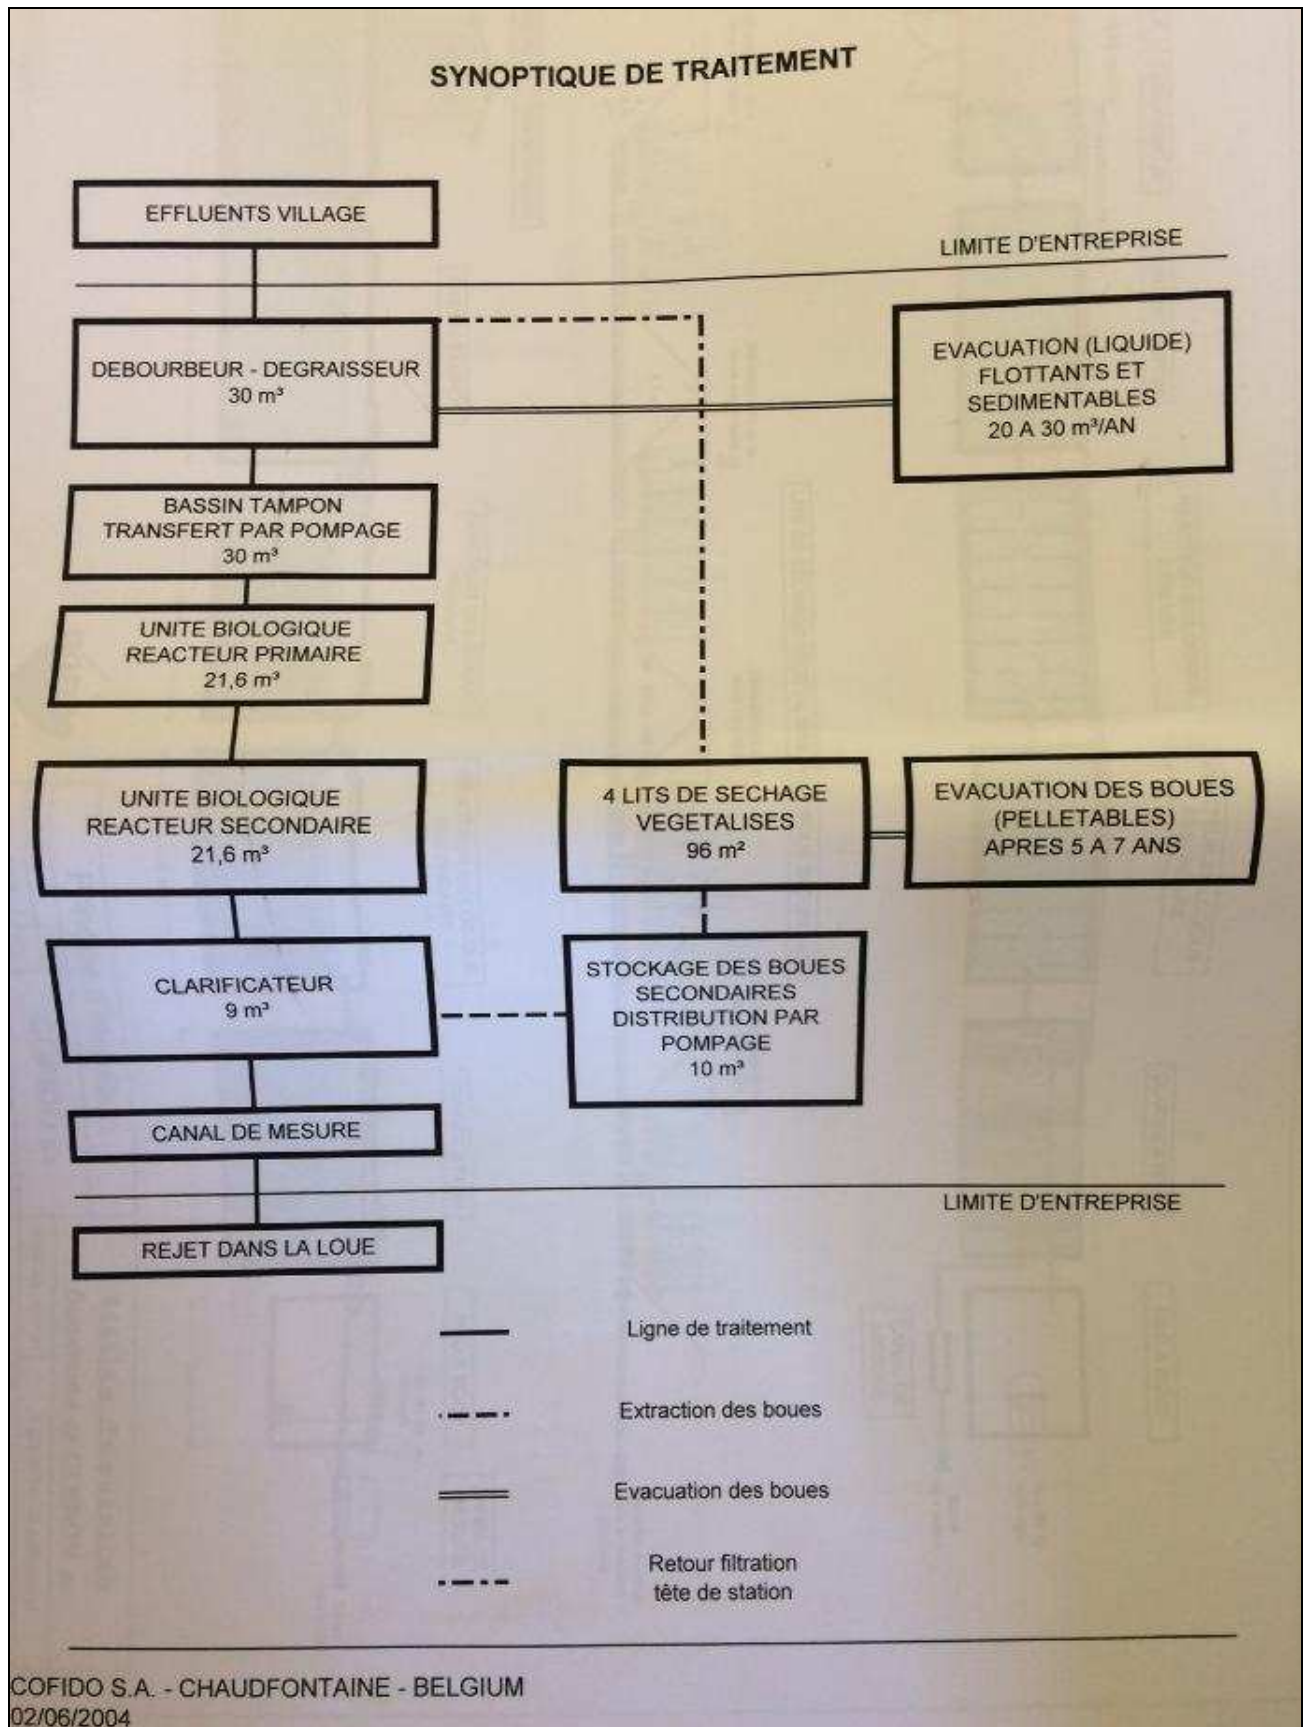 SYNOPTIQUE DE TRAITEMENT
EFFLUENTS VILLAGE
LIMITE D'ENTREPRISE
DEBOURBEUR - DEGRAISSEUR
30 m³
EVACUATION (LIQUIDE)
FLOTTANTS ET
SEDIMENTABLES
20 A 30 m³/AN
BASSIN TAMPON
TRANSFERT PAR POMPAGE
30 m³
UNITE BIOLOGIQUE
REACTEUR PRIMAIRE
21,6 m³
UNITE BIOLOGIQUE
REACTEUR SECONDAIRE
21,6 m³
4 LITS DE SECHAGE
VEGETALISES
96 m²
EVACUATION DES BOUES
(PELLETABLES)
APRES 5 A 7 ANS
CLARIFICATEUR
9 m³
STOCKAGE DES BOUES
SECONDAIRES
DISTRIBUTION PAR
POMPAGE
10 m³
CANAL DE MESURE
LIMITE D'ENTREPRISE
REJET DANS LA LOUE
Ligne de traitement
Extraction des boues
Evacuation des boues
Retour filtration
tête de station
COFIDO S.A. - CHAUDFONTAINE - BELGIUM
02/06/2004